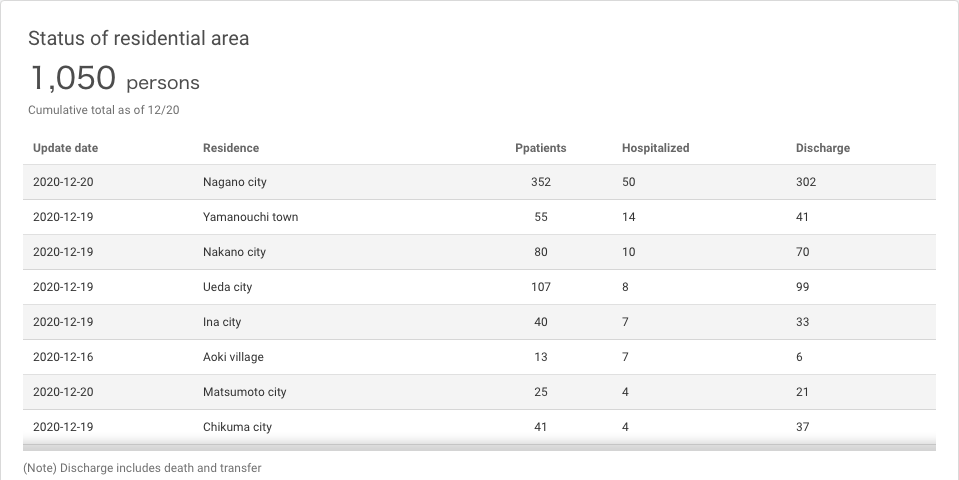 Status of residential area
1,050 persons
Cumulative total as of 12/20
Update date Residence Ppatients Hospitalized Discharge
2020-12-20 Nagano city 352 50 302
2020-12-19 Yamanouchi town 55 14 41
2020-12-19 Nakano city 80 10 70
2020-12-19 Ueda city 107 8 99
2020-12-19 Ina city 40 7 33
2020-12-16 Aoki village 13 7 6
2020-12-20 Matsumoto city 25 4 21
2020-12-19 Chikuma city 41 4 37
(Note) Discharge includes death and transfer